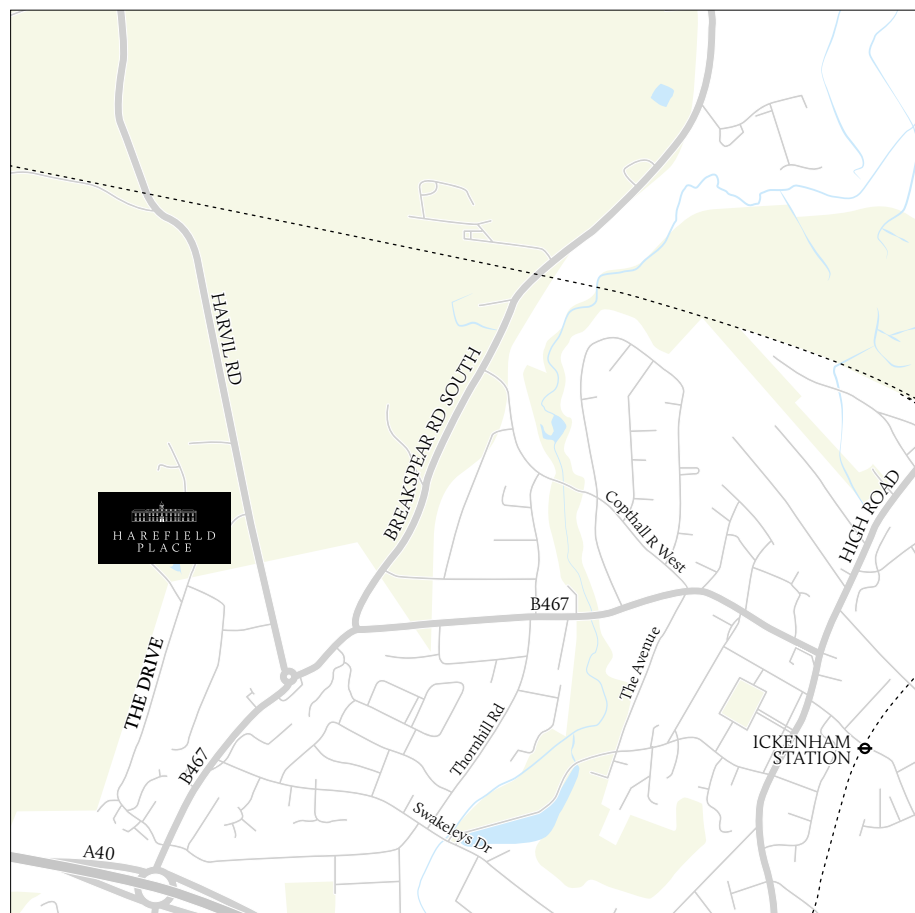 HARVIL RD
BREAKSPEAR RD SOUTH
HIGH ROAD
Copthall R West
HAREFIELD
PLACE
B467
The Avenue
THE DRIVE
Thornhill Rd
ICKENHAM
STATION
B467
Swakeleys Dr
A40